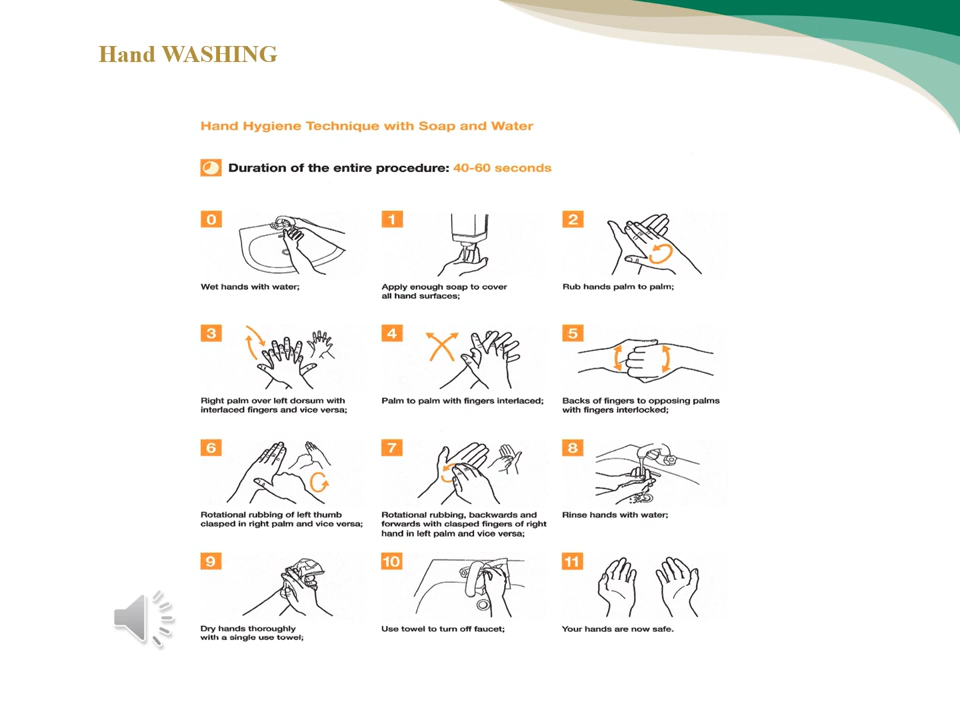 Hand WASHING
Hand Hygiene Technique with Soap and Water
Duration of the entire procedure: 40-60 seconds
0
Wet hands with water;
1
Apply enough soap to cover
all hand surfaces;
2
Rub hands palm to palm;
3
Right palm over left dorsum with
interlaced fingers and vice versa;
4
Palm to palm with fingers interlaced;
5
Backs of fingers to opposing palms
with fingers interlocked;
6
Rotational rubbing of left thumb
clasped in right palm and vice versa;
7
Rotational rubbing, backwards and
forwards with clasped fingers of right
hand in left palm and vice versa;
8
Rinse hands with water;
9
Dry hands thoroughly
with a single use towel;
10
Use towel to turn off faucet;
11
Your hands are now safe.